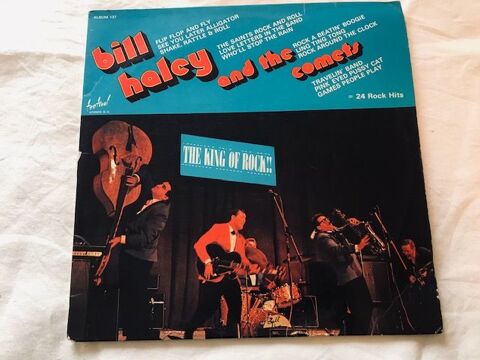 ALBUM 137
FLIP FLOP AND FLY
SEE YOU LATER ALLIGATOR
SHAKE, RATTLE & ROLL
THE SAINTS ROCK AND ROLL
LOVE LETTERS IN THE SAND
WHO'LL STOP THE RAIN
ROCK A BEATIN' BOOGIE
LING TING TONG
ROCK AROUND THE CLOCK
TRAVELIN' BAND
PINK EYED PUSSY CAT
GAMES PEOPLE PLAY
= 24 Rock Hits
bill
haley
and the
comets
festival
THE KING OF ROCK!!